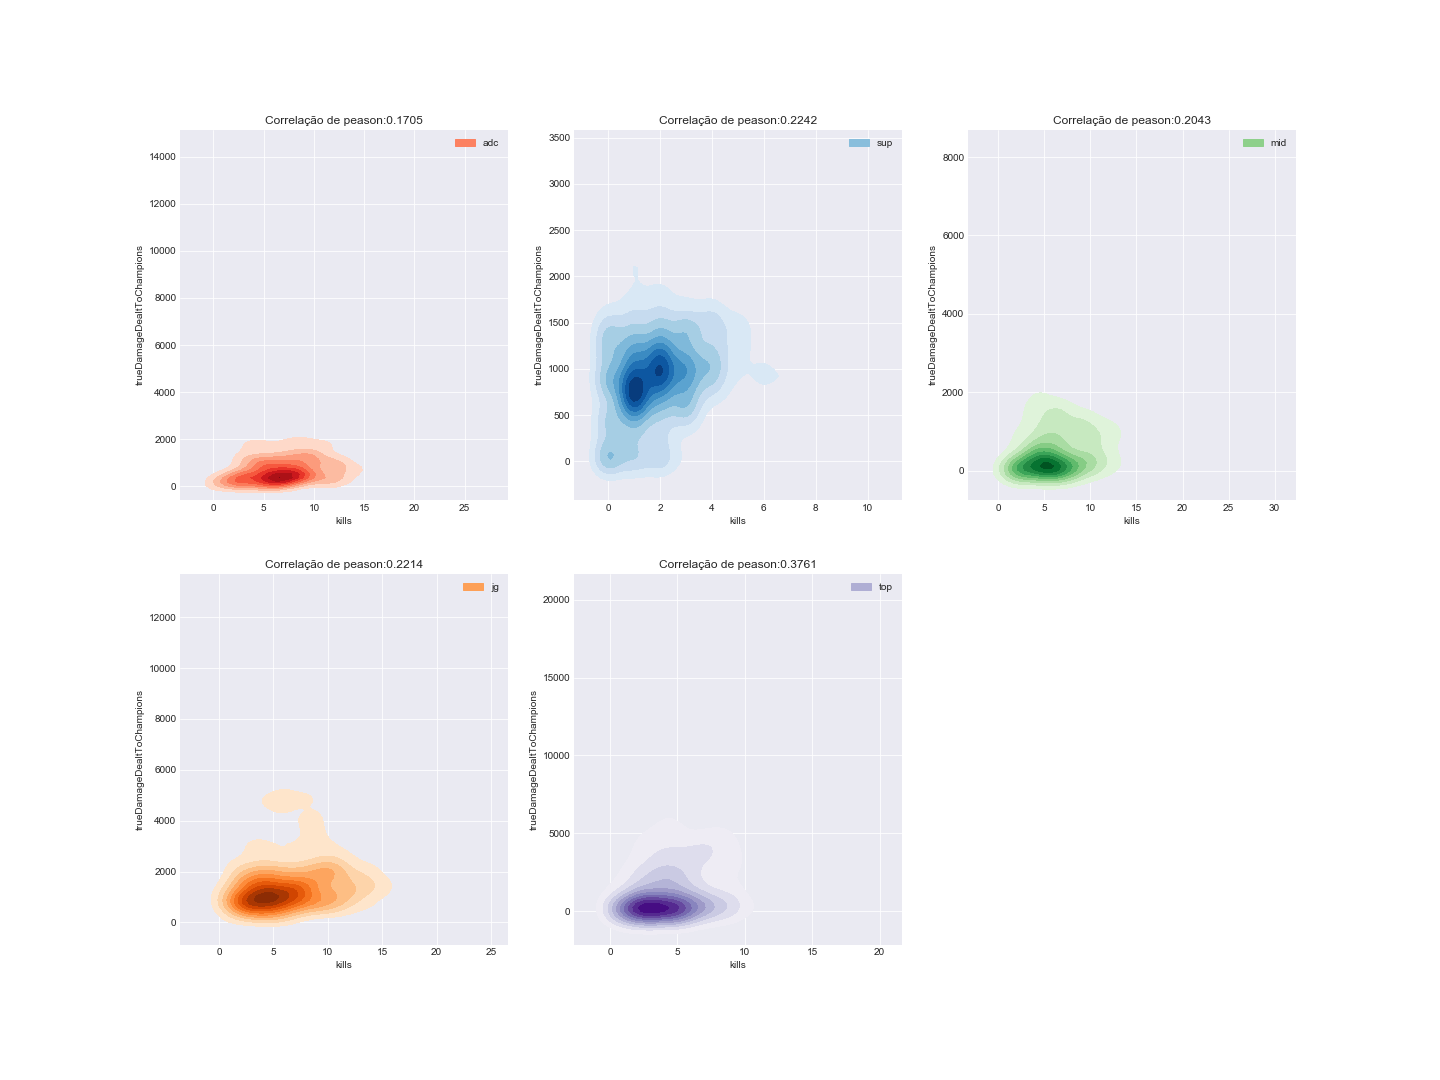 Correlação de peason:0.1705
adc
14000
12000
10000
8000
6000
4000
2000
0
trueDamageDealtToChampions
0 5 10 15 20 25
kills
Correlação de peason:0.2242
sup
3500
3000
2500
2000
1500
1000
500
0
trueDamageDealtToChampions
0 2 4 6 8 10
kills
Correlação de peason:0.2043
mid
8000
6000
4000
2000
0
trueDamageDealtToChampions
0 5 10 15 20 25 30
kills
Correlação de peason:0.2214
jg
12000
10000
8000
6000
4000
2000
0
trueDamageDealtToChampions
0 5 10 15 20 25
kills
Correlação de peason:0.3761
top
20000
15000
10000
5000
0
trueDamageDealtToChampions
0 5 10 15 20
kills